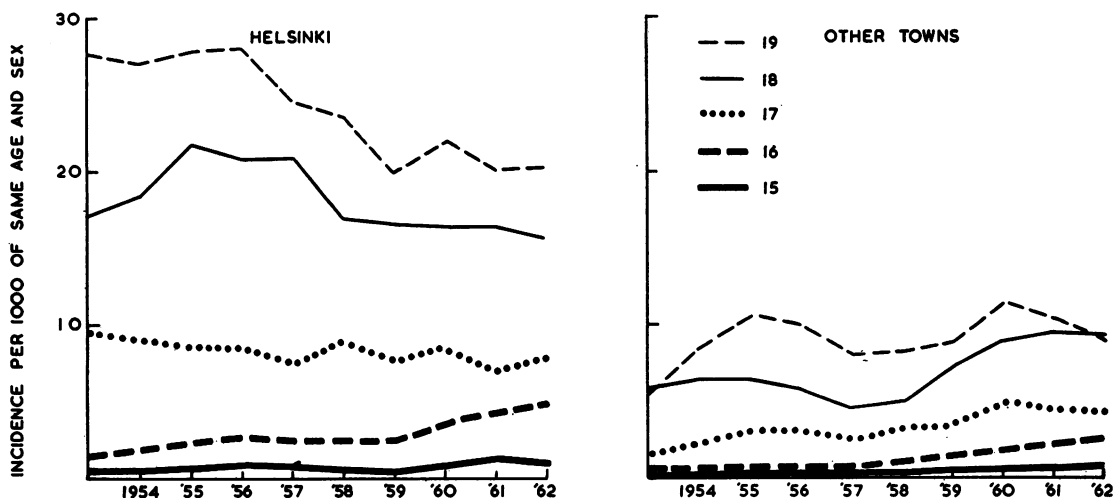 INCIDENCE PER 1000 OF SAME AGE AND SEX
30
20
10
HELSINKI
1954 '55 '56 '57 '58 '59 '60 '61 '62
OTHER TOWNS
19
18
17
16
15
1954 '55 '56 '57 '58 '59 '60 '61 '62